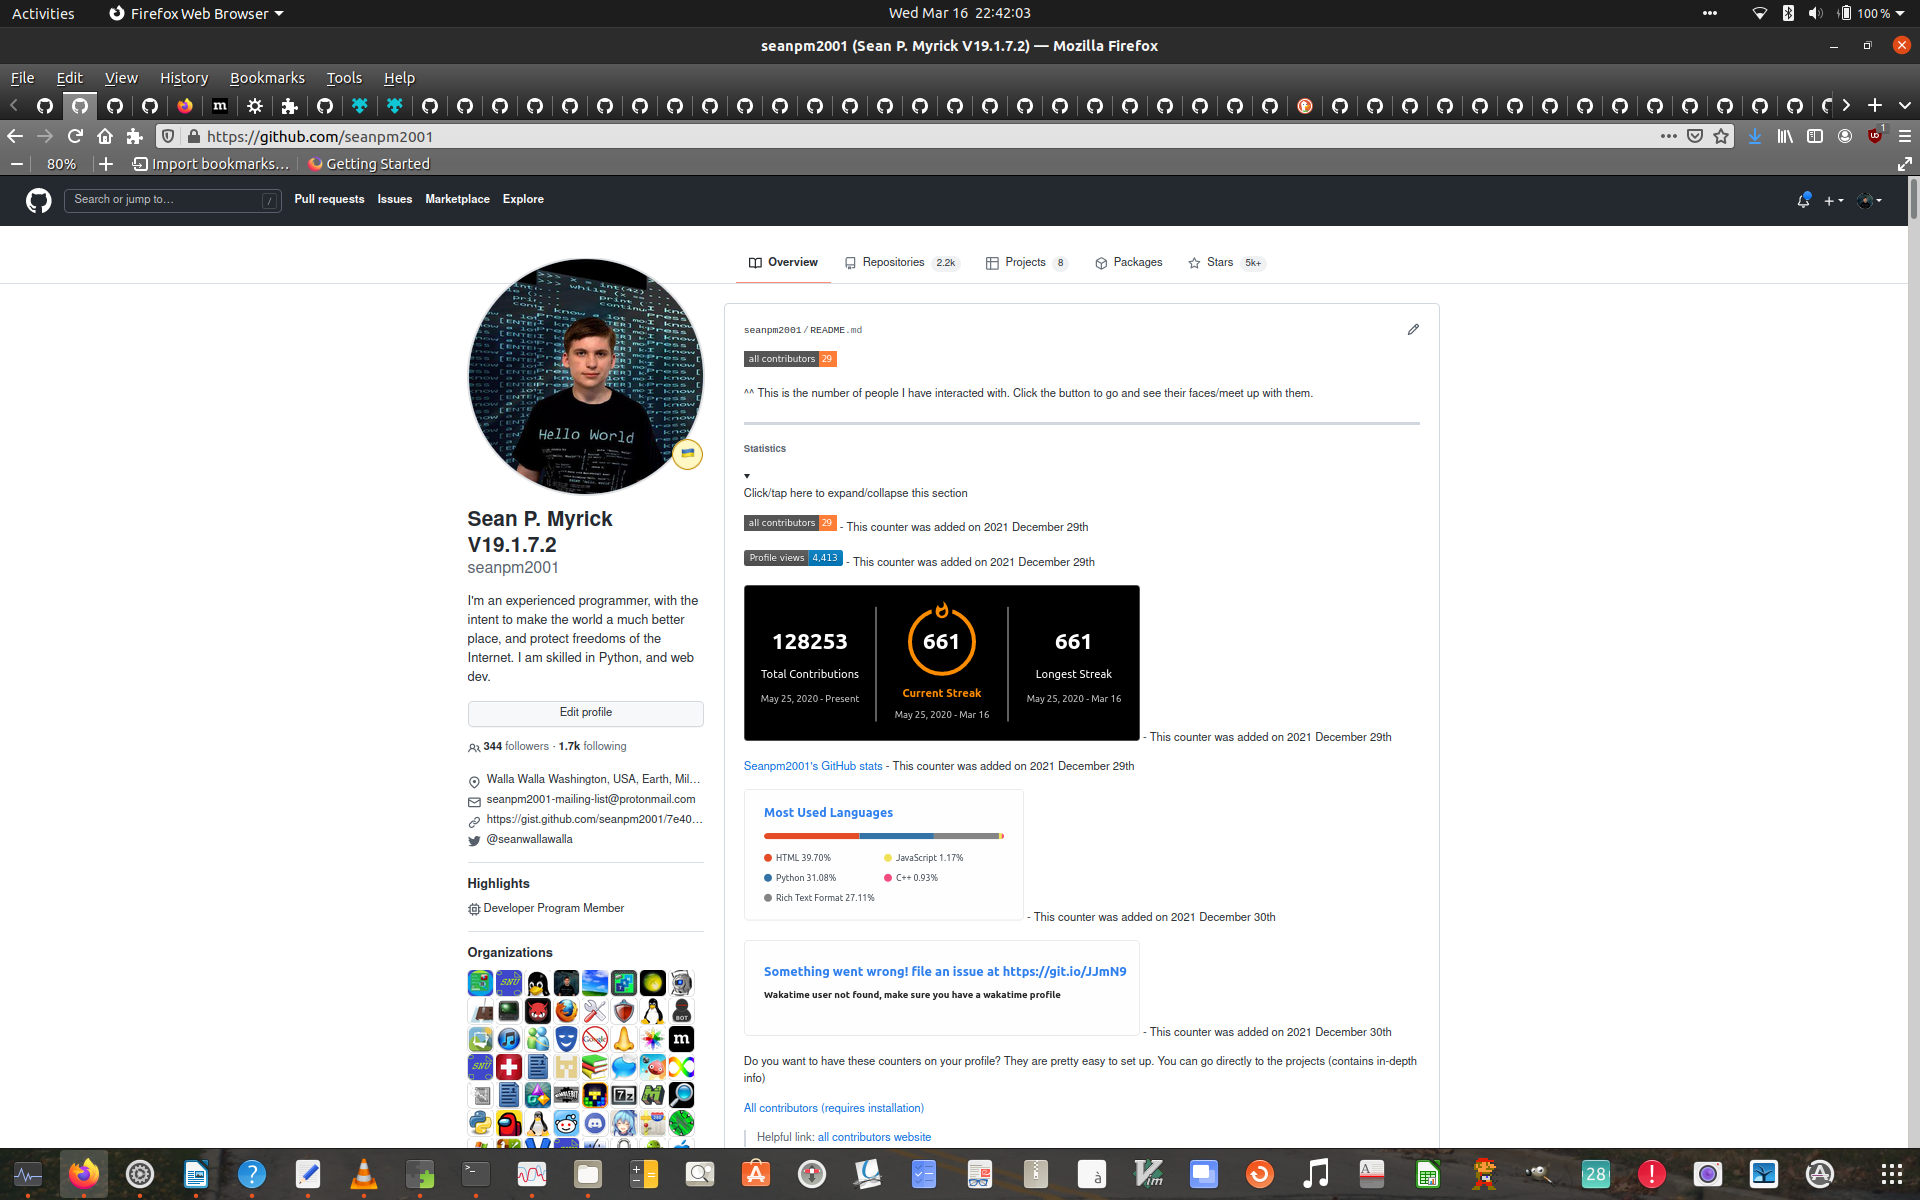 Activities
Firefox Web Browser
Wed Mar 16 22:42:03
100 %
seanpm2001 (Sean P. Myrick V19.1.7.2) — Mozilla Firefox
File Edit View History Bookmarks Tools Help
https://github.com/seanpm2001
80%
Import bookmarks…
Getting Started
Search or jump to…
/
Pull requests Issues Marketplace Explore
Overview
Repositories 2.2k
Projects 8
Packages
Stars 5k+
Hello World
Sean P. Myrick
V19.1.7.2
seanpm2001
I'm an experienced programmer, with the
intent to make the world a much better
place, and protect freedoms of the
Internet. I am skilled in Python, and web
dev.
Edit profile
344 followers · 1.7k following
Walla Walla Washington, USA, Earth, Mil…
seanpm2001-mailing-list@protonmail.com
https://gist.github.com/seanpm2001/7e40…
@seanwallawalla
Highlights
Developer Program Member
Organizations
seanpm2001/README.md
all contributors 29
^^ This is the number of people I have interacted with. Click the button to go and see their faces/meet up with them.
Statistics
Click/tap here to expand/collapse this section
all contributors 29 - This counter was added on 2021 December 29th
Profile views 4,413 - This counter was added on 2021 December 29th
128253
Total Contributions
May 25, 2020 - Present
661
Current Streak
May 25, 2020 - Mar 16
661
Longest Streak
May 25, 2020 - Mar 16
- This counter was added on 2021 December 29th
Seanpm2001's GitHub stats - This counter was added on 2021 December 29th
Most Used Languages
HTML 39.70%
JavaScript 1.17%
Python 31.08%
C++ 0.93%
Rich Text Format 27.11%
- This counter was added on 2021 December 30th
Something went wrong! file an issue at https://git.io/JJmN9
Wakatime user not found, make sure you have a wakatime profile
- This counter was added on 2021 December 30th
Do you want to have these counters on your profile? They are pretty easy to set up. You can go directly to the projects (contains in-depth
info)
All contributors (requires installation)
Helpful link: all contributors website
28